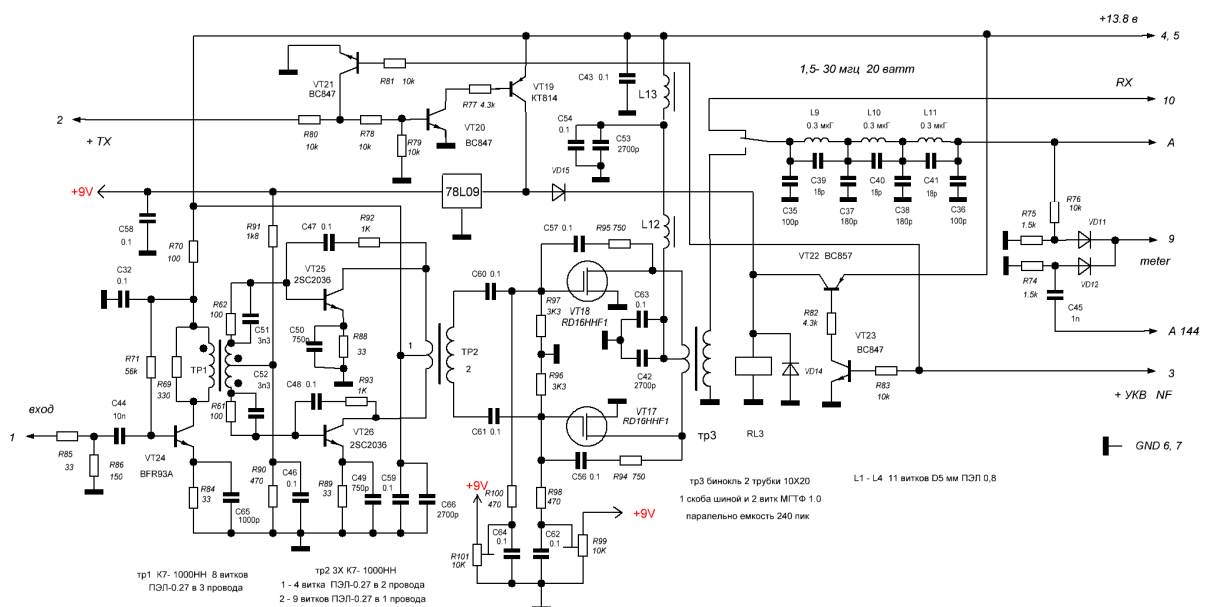 +13.8 в
4, 5
1,5- 30 мгц 20 ватт
RX
10
VT21
BC847
R81 10k
R77 4.3k
VT19
КТ814
C43 0.1
L13
2
+ TX
R80
10k
R78
10k
R79
10k
VT20
BC847
C54
0.1
C53
2700p
L9
0.3 мкГ
L10
0.3 мкГ
L11
0.3 мкГ
A
C39
18p
C40
18p
C41
18p
C35
100p
C37
180p
C38
180p
C36
100p
+9V
78L09
VD15
C58
0.1
R70
100
R91
1k8
C47 0.1
R92
1K
L12
C57 0.1
R95 750
R76
10k
R75
1.5k
VD11
9
meter
R74
1.5k
VD12
C45
1n
A 144
VT22 BC857
C32
0.1
VT25
2SC2036
R62
100
C51
3n3
C50
750p
R88
33
C60 0.1
VT18
RD16HHF1
R97
3K3
C63
0.1
R82
4.3k
VT23
BC847
R71
56k
R69
330
ТР1
C52
3n3
R61
100
C48 0.1
R93
1K
1
ТР2
2
R96
3K3
C42
2700p
VD14
R83
10k
3
+ УКВ NF
вход
1
C44
10n
VT24
BFR93A
R85
33
R86
150
VT26
2SC2036
C61 0.1
VT17
RD16HHF1
тр3
RL3
GND 6, 7
R84
33
C65
1000p
R90
470
C46
0.1
R89
33
C49
750p
C59
0.1
C66
2700p
C56 0.1
R94 750
+9V
R100
470
R98
470
+9V
R101
10K
C64
0.1
C62
0.1
R99
10K
тр3 бинокль 2 трубки 10X20
1 скоба шиной и 2 витк МГТФ 1.0
паралельно емкость 240 пик
L1 - L4 11 витков D5 мм ПЭЛ 0,8
тр1 К7- 1000НН 8 витков
ПЭЛ-0.27 в 3 провода
тр2 3Х К7- 1000НН
1 - 4 витка ПЭЛ-0.27 в 2 провода
2 - 9 витков ПЭЛ-0.27 в 1 провода